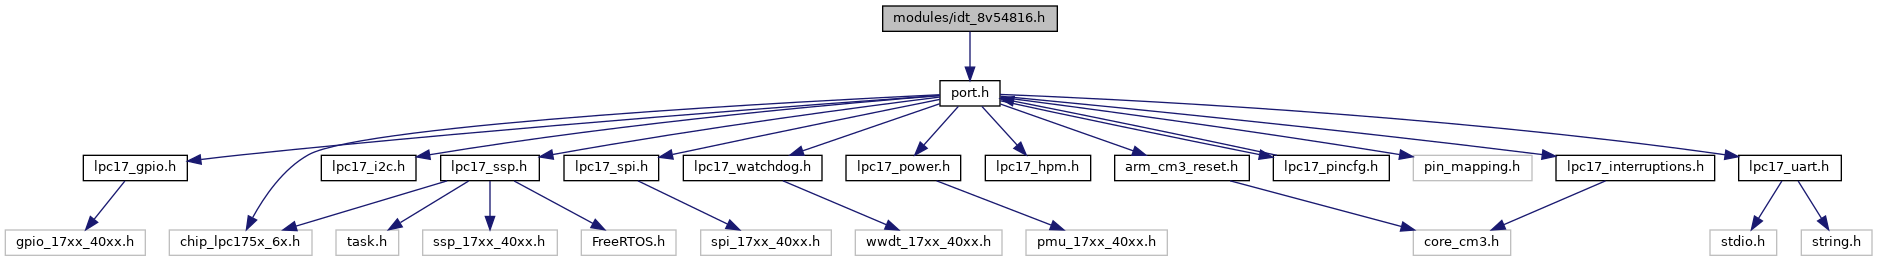 modules/idt_8v54816.h
port.h
lpc17_gpio.h
lpc17_i2c.h
lpc17_ssp.h
lpc17_spi.h
lpc17_watchdog.h
lpc17_power.h
lpc17_hpm.h
arm_cm3_reset.h
lpc17_pincfg.h
pin_mapping.h
lpc17_interruptions.h
lpc17_uart.h
gpio_17xx_40xx.h
chip_lpc175x_6x.h
task.h
ssp_17xx_40xx.h
FreeRTOS.h
spi_17xx_40xx.h
wwdt_17xx_40xx.h
pmu_17xx_40xx.h
core_cm3.h
stdio.h
string.h